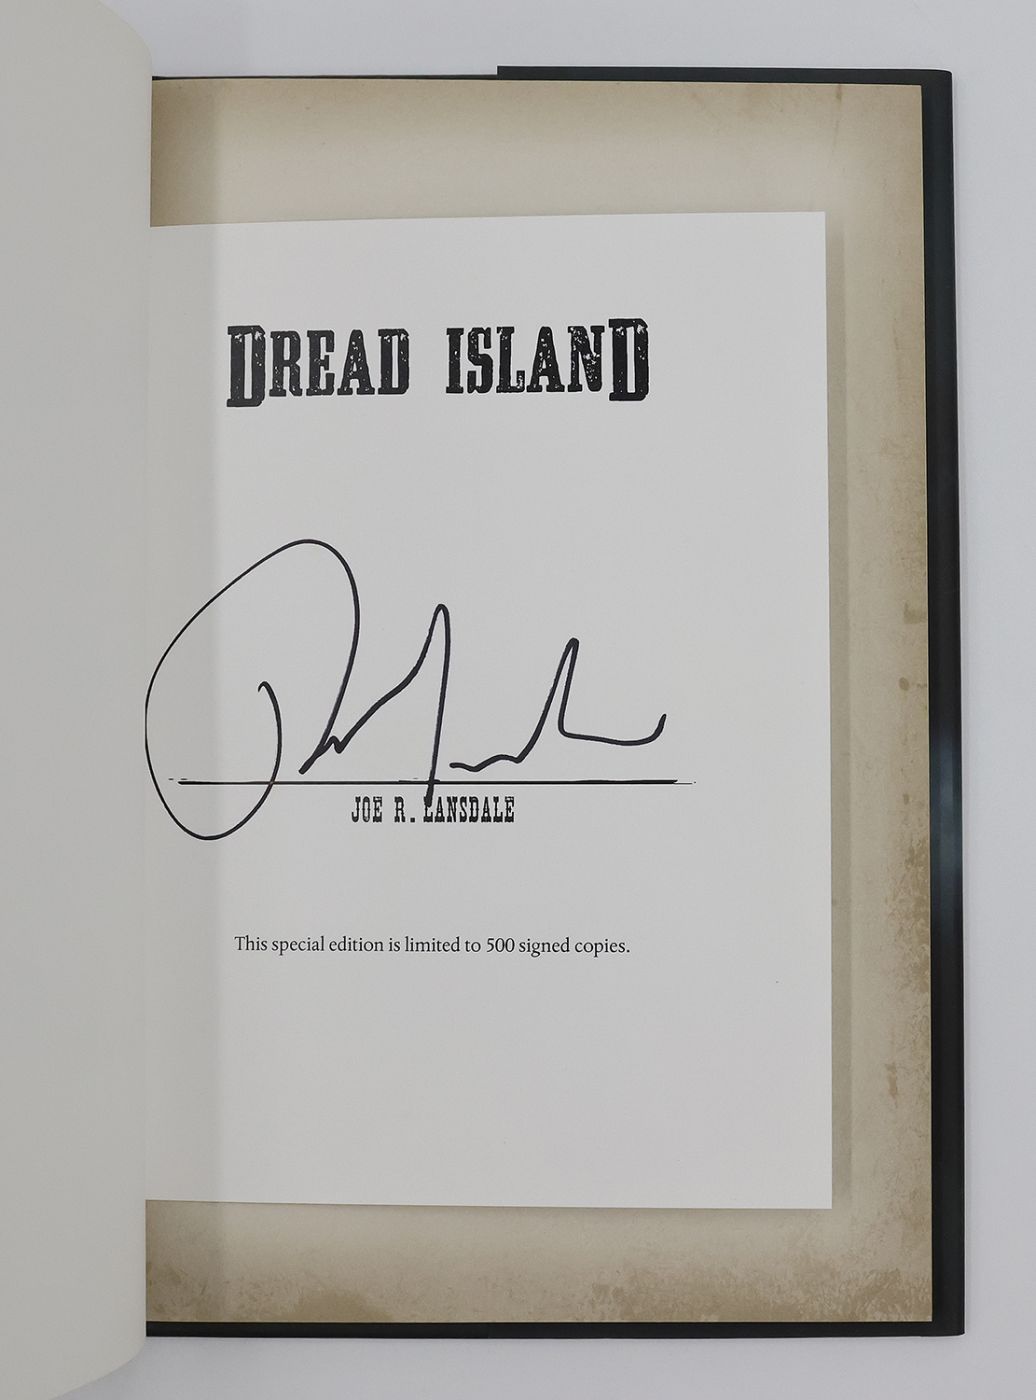 DREAD ISLAND
JOE R. LANSDALE
This special edition is limited to 500 signed copies.